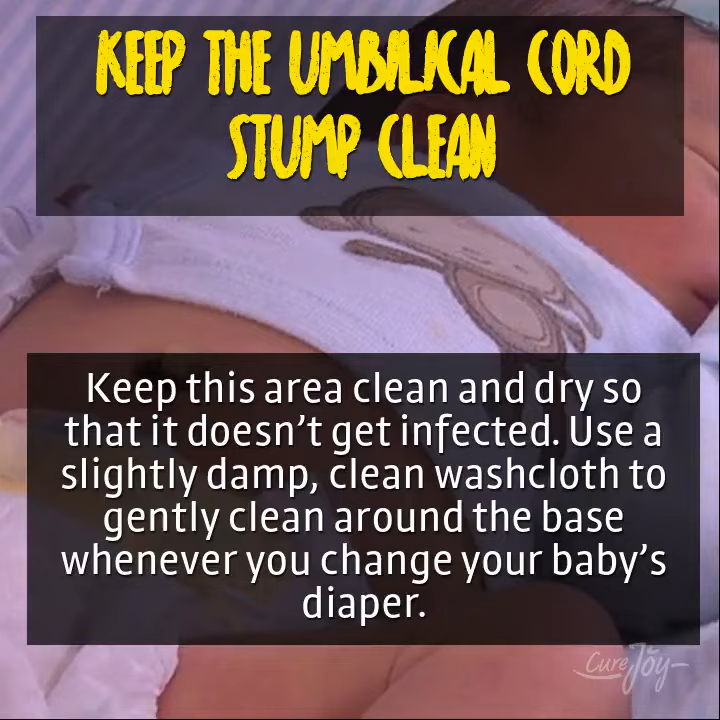 KEEP THE UMBILICAL CORD
STUMP CLEAN
Keep this area clean and dry so
that it doesn’t get infected. Use a
slightly damp, clean washcloth to
gently clean around the base
whenever you change your baby’s
diaper.
CureJoy